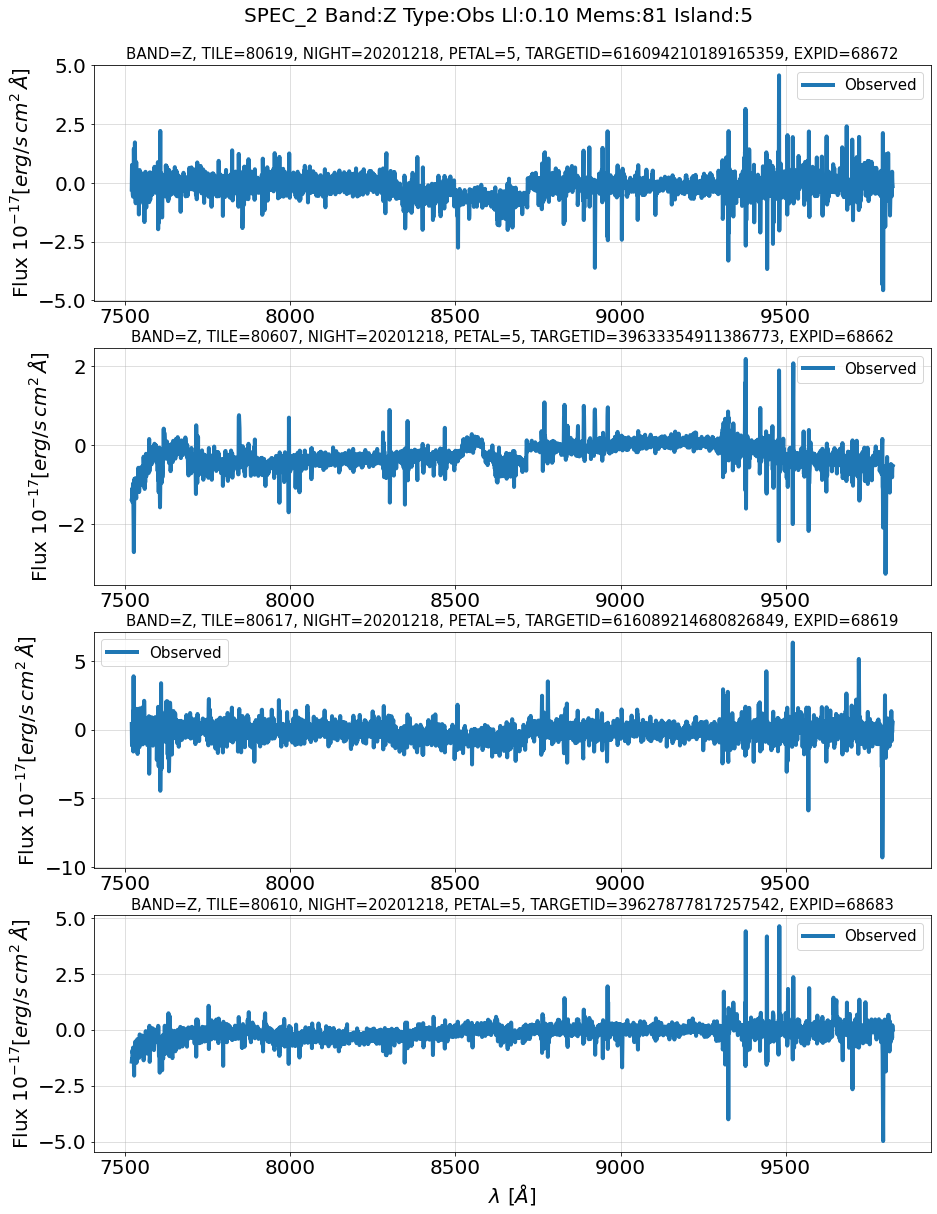 SPEC_2 Band:Z Type:Obs Ll:0.10 Mems:81 Island:5
BAND=Z, TILE=80619, NIGHT=20201218, PETAL=5, TARGETID=616094210189165359, EXPID=68672
Flux 10^{-17}[erg/s cm^2 Å]
5.0
2.5
0.0
−2.5
−5.0
Observed
7500 8000 8500 9000 9500
BAND=Z, TILE=80607, NIGHT=20201218, PETAL=5, TARGETID=39633354911386773, EXPID=68662
Flux 10^{-17}[erg/s cm^2 Å]
2
0
−2
Observed
7500 8000 8500 9000 9500
BAND=Z, TILE=80617, NIGHT=20201218, PETAL=5, TARGETID=616089214680826849, EXPID=68619
Flux 10^{-17}[erg/s cm^2 Å]
5
0
−5
−10
Observed
7500 8000 8500 9000 9500
BAND=Z, TILE=80610, NIGHT=20201218, PETAL=5, TARGETID=39627877817257542, EXPID=68683
Flux 10^{-17}[erg/s cm^2 Å]
5.0
2.5
0.0
−2.5
−5.0
Observed
7500 8000 8500 9000 9500
λ [Å]